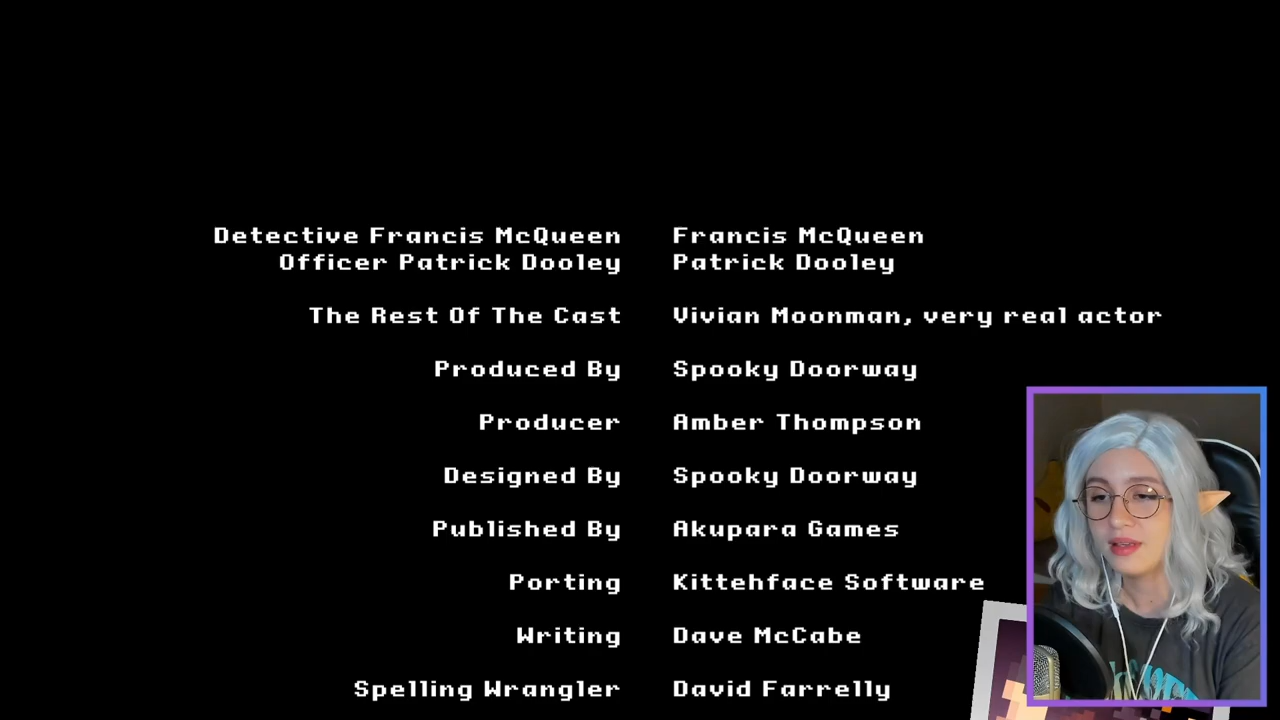 Detective Francis McQueen Francis McQueen
Officer Patrick Dooley Patrick Dooley
The Rest Of The Cast Vivian Moonman, very real actor
Produced By Spooky Doorway
Producer Amber Thompson
Designed By Spooky Doorway
Published By Akupara Games
Porting Kittehface Software
Writing Dave McCabe
Spelling Wrangler David Farrelly